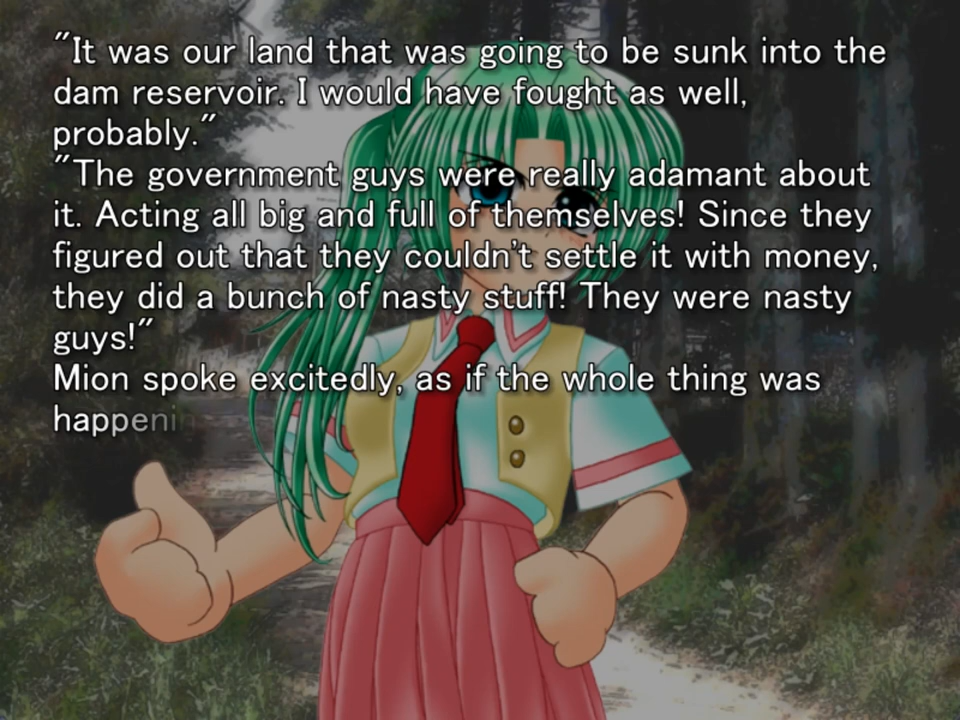 "It was our land that was going to be sunk into the
dam reservoir. I would have fought as well,
probably."
"The government guys were really adamant about
it. Acting all big and full of themselves! Since they
figured out that they couldn't settle it with money,
they did a bunch of nasty stuff! They were nasty
guys!"
Mion spoke excitedly, as if the whole thing was
happenin